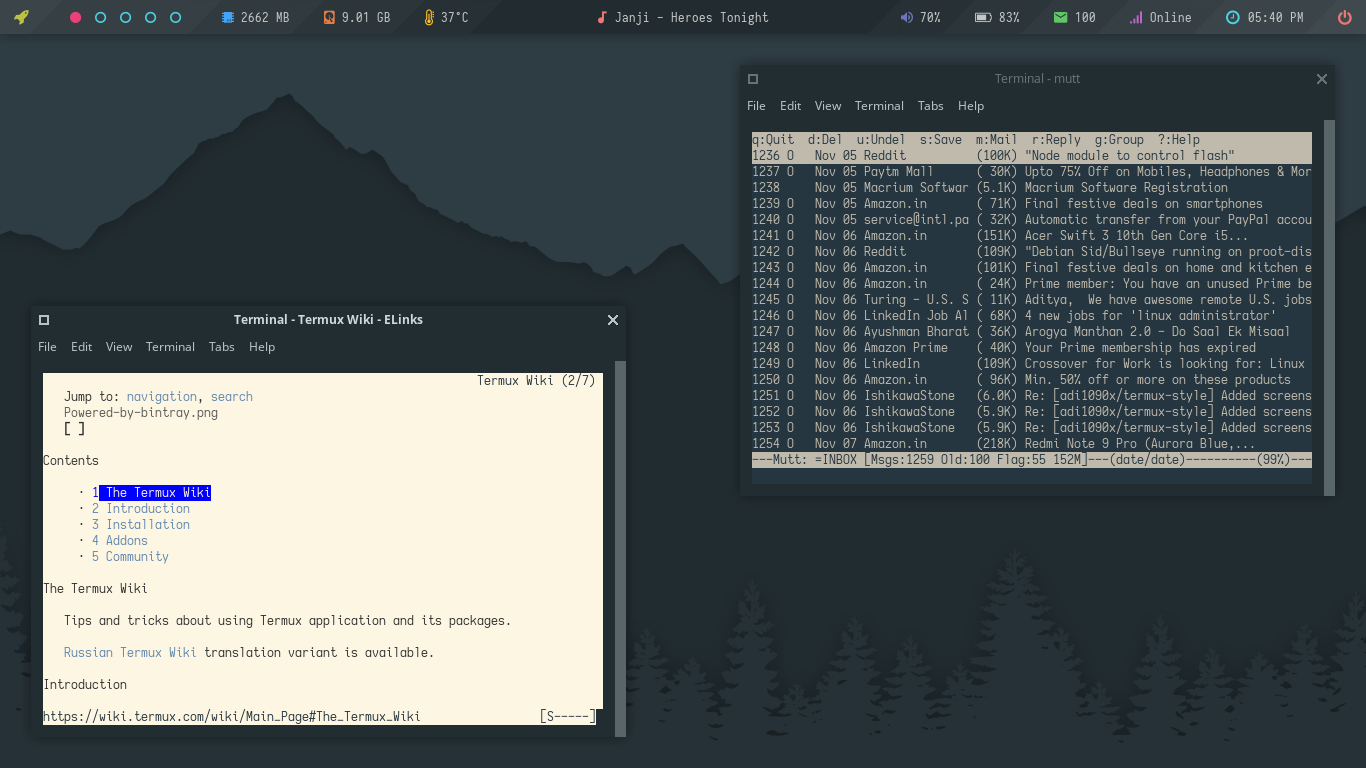 2662 MB 9.01 GB 37°C Janji - Heroes Tonight 70% 83% 100 Online 05:40 PM
Terminal - mutt
File Edit View Terminal Tabs Help
q:Quit d:Del u:Undel s:Save m:Mail r:Reply g:Group ?:Help
1236 O Nov 05 Reddit (100K) "Node module to control flash"
1237 O Nov 05 Paytm Mall ( 30K) Upto 75% Off on Mobiles, Headphones & Mor
1238 Nov 05 Macrium Softwar (5.1K) Macrium Software Registration
1239 O Nov 05 Amazon.in ( 71K) Final festive deals on smartphones
1240 O Nov 05 service@intl.pa ( 32K) Automatic transfer from your PayPal accou
1241 O Nov 06 Amazon.in (151K) Acer Swift 3 10th Gen Core i5...
1242 O Nov 06 Reddit (109K) "Debian Sid/Bullseye running on proot-dis
1243 O Nov 06 Amazon.in (101K) Final festive deals on home and kitchen e
1244 O Nov 06 Amazon.in ( 24K) Prime member: You have an unused Prime be
1245 O Nov 06 Turing - U.S. S ( 11K) Aditya, We have awesome remote U.S. jobs
1246 O Nov 06 LinkedIn Job Al ( 68K) 4 new jobs for 'linux administrator'
1247 O Nov 06 Ayushman Bharat ( 36K) Arogya Manthan 2.0 - Do Saal Ek Misaal
1248 O Nov 06 Amazon Prime ( 40K) Your Prime membership has expired
1249 O Nov 06 LinkedIn (109K) Crossover for Work is looking for: Linux
1250 O Nov 06 Amazon.in ( 96K) Min. 50% off or more on these products
1251 O Nov 06 IshikawaStone (6.0K) Re: [adi1090x/termux-style] Added screens
1252 O Nov 06 IshikawaStone (5.9K) Re: [adi1090x/termux-style] Added screens
1253 O Nov 06 IshikawaStone (5.9K) Re: [adi1090x/termux-style] Added screens
1254 O Nov 07 Amazon.in (218K) Redmi Note 9 Pro (Aurora Blue,...
---Mutt: =INBOX [Msgs:1259 Old:100 Flag:55 152M]---(date/date)----------(99%)---
Terminal - Termux Wiki - ELinks
File Edit View Terminal Tabs Help
Termux Wiki (2/7)
Jump to: navigation, search
Powered-by-bintray.png
[ ]
Contents
· 1 The Termux Wiki
· 2 Introduction
· 3 Installation
· 4 Addons
· 5 Community
The Termux Wiki
Tips and tricks about using Termux application and its packages.
Russian Termux Wiki translation variant is available.
Introduction
https://wiki.termux.com/wiki/Main_Page#The_Termux_Wiki [S-----]